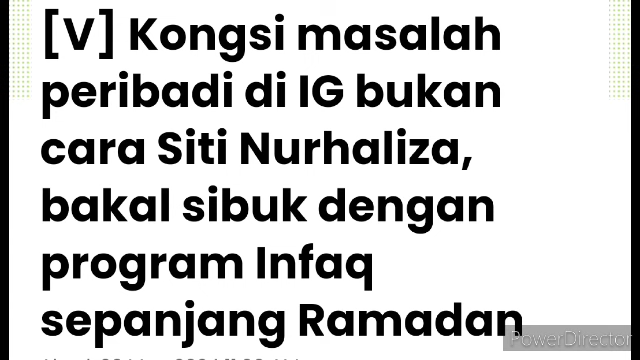 [V] Kongsi masalah
peribadi di IG bukan
cara Siti Nurhaliza,
bakal sibuk dengan
program Infaq
sepanjang Ramadan
PowerDirector